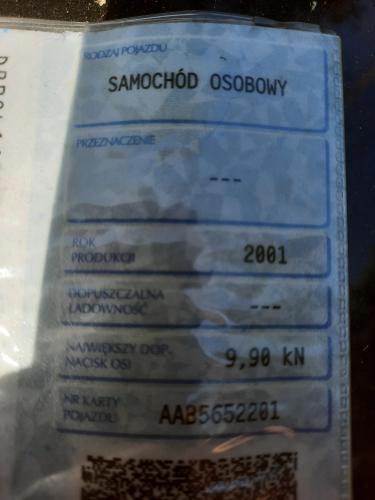 RODZAJ POJAZDU
SAMOCHÓD OSOBOWY
PRZEZNACZENIE
---
ROK
PRODUKCJI
2001
DOPUSZCZALNA
ŁADOWNOŚĆ
---
NAJWIĘKSZY DOP.
NACISK OSI
9,90 kN
NR KARTY
POJAZDU
AAB5652201